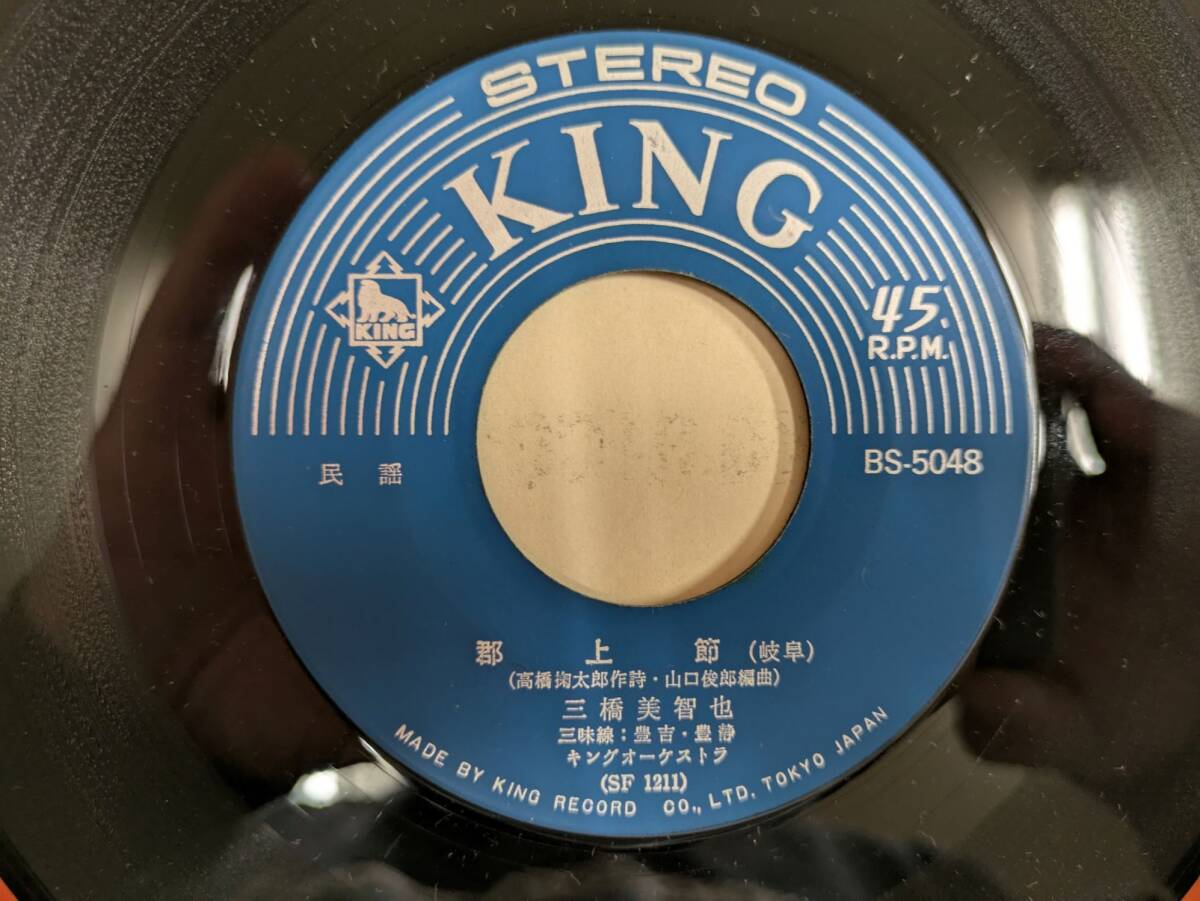 STEREO
KING
KING
45.
R.P.M.
民謡
BS-5048
郡上節(岐阜)
(高橋掬太郎作詩・山口俊郎編曲)
三橋美智也
三味線:豊吉・豊静
キングオーケストラ
(SF 1211)
MADE BY KING RECORD CO., LTD. TOKYO JAPAN